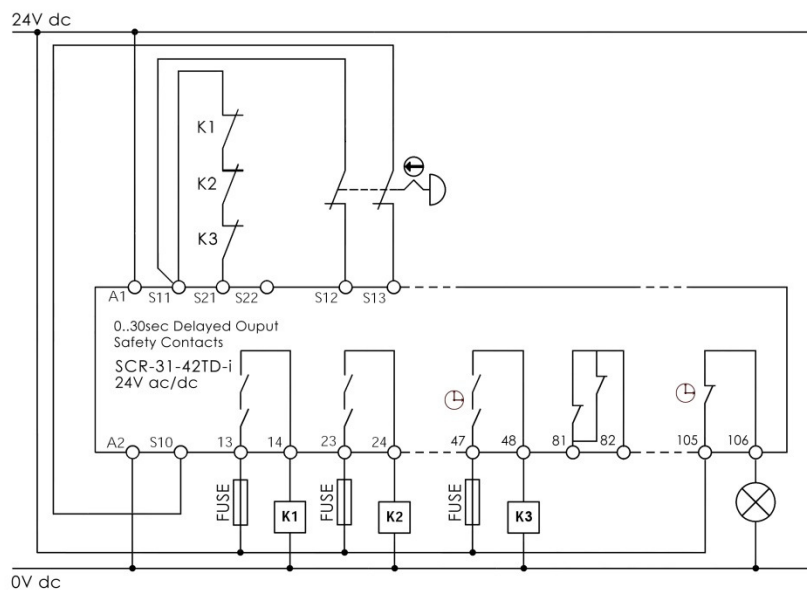 24V dc
K1
K2
K3
A1 S11 S21 S22 S12 S13
0..30sec Delayed Ouput
Safety Contacts
SCR-31-42TD-i
24V ac/dc
A2 S10 13 14 23 24 47 48 81 82 105 106
FUSE K1 FUSE K2 FUSE K3
0V dc